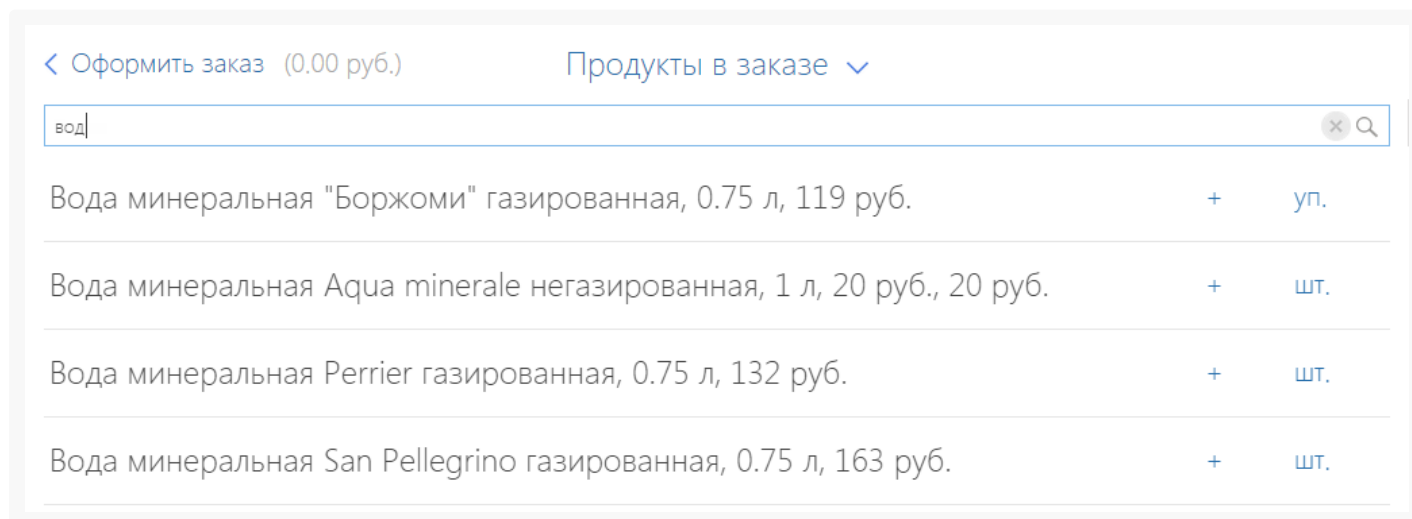 Оформить заказ (0.00 руб.) Продукты в заказе
вод
Вода минеральная "Боржоми" газированная, 0.75 л, 119 руб. + уп.
Вода минеральная Aqua minerale негазированная, 1 л, 20 руб., 20 руб. + шт.
Вода минеральная Perrier газированная, 0.75 л, 132 руб. + шт.
Вода минеральная San Pellegrino газированная, 0.75 л, 163 руб. + шт.